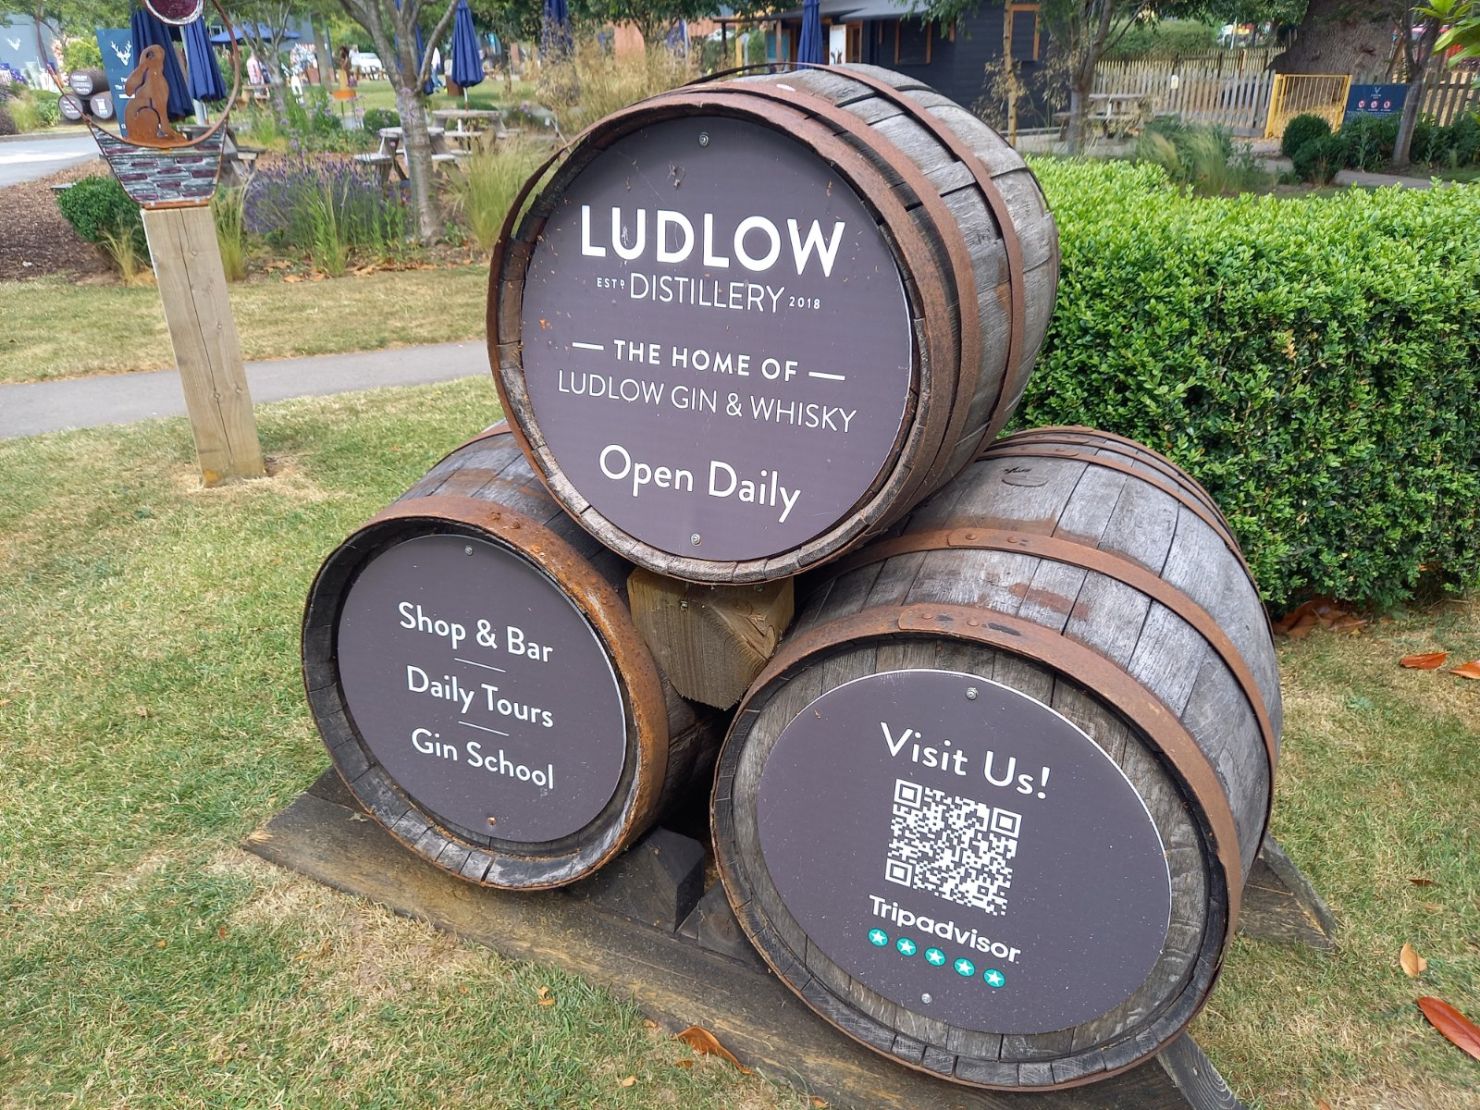 LUDLOW
ESTD DISTILLERY 2018
THE HOME OF
LUDLOW GIN & WHISKY
Open Daily
Shop & Bar
Daily Tours
Gin School
Visit Us!
Tripadvisor